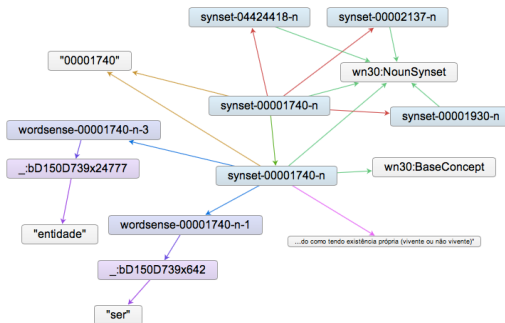 synset-04424418-n
synset-00002137-n
"00001740"
wn30:NounSynset
synset-00001740-n
synset-00001930-n
wordsense-00001740-n-3
_:bD150D739x24777
synset-00001740-n
wn30:BaseConcept
wordsense-00001740-n-1
"entidade"
...do como tendo existência própria (vivente ou não vivente)"
_:bD150D739x642
"ser"